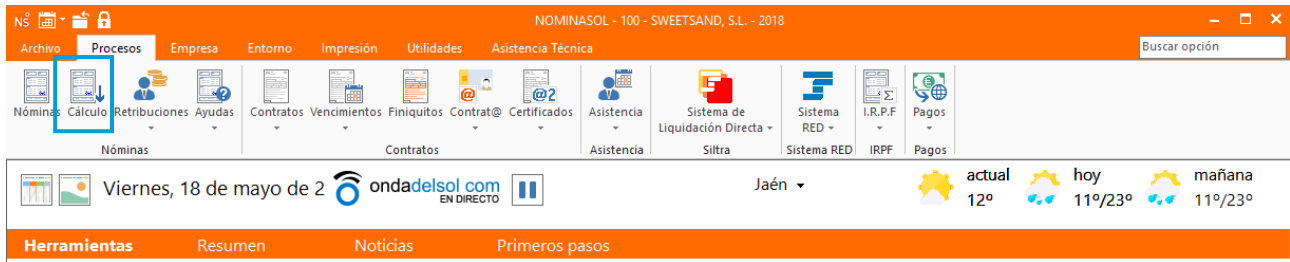 NS
NOMINASOL - 100 - SWEETSAND, S.L. - 2018
Archivo Procesos Empresa Entorno Impresión Utilidades Asistencia Técnica Buscar opción
Nóminas Cálculo Retribuciones Ayudas Contratos Vencimientos Finiquitos Contrat@ Certificados Asistencia Sistema de Liquidación Directa Sistema RED I.R.P.F Pagos
Nóminas Contratos Asistencia Siltra Sistema RED IRPF Pagos
Viernes, 18 de mayo de 2 ondadelsol com EN DIRECTO Jaén actual 12º hoy 11º/23º mañana 11º/23º
Herramientas Resumen Noticias Primeros pasos